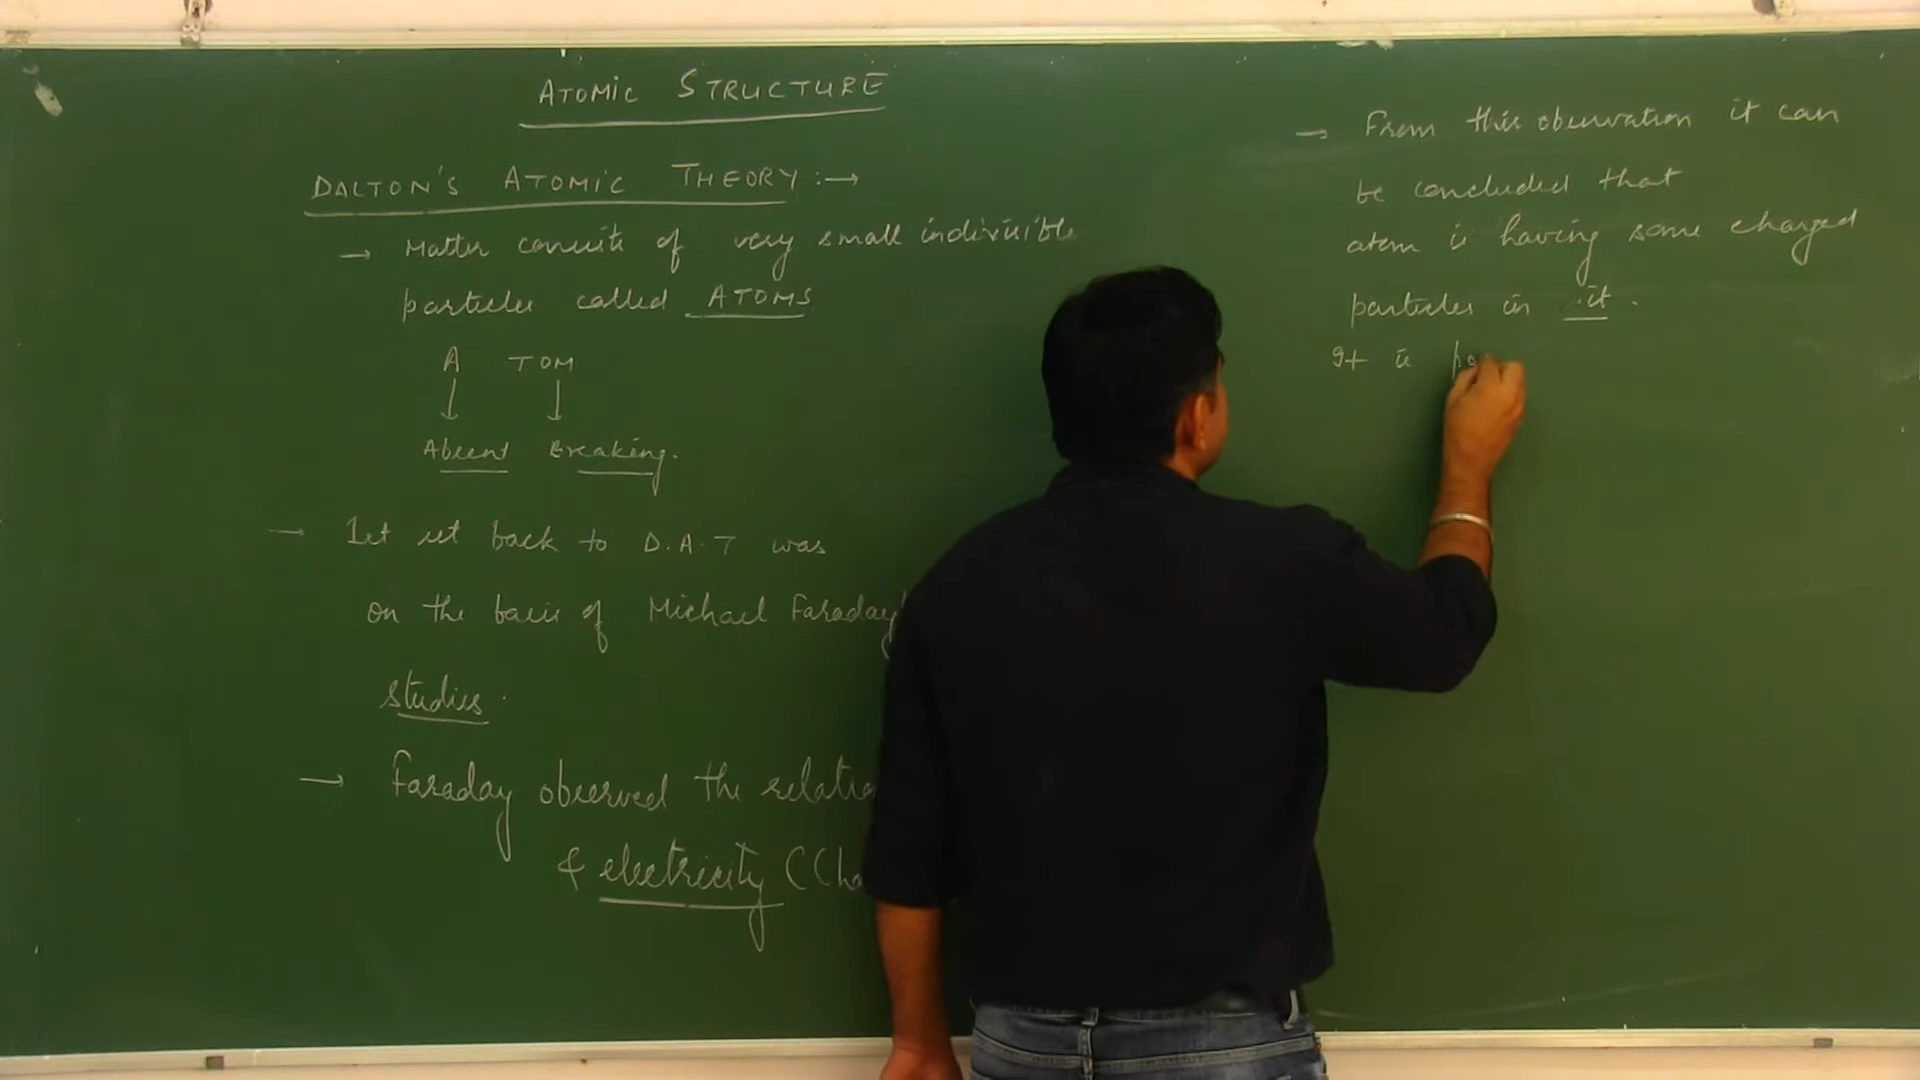 ATOMIC STRUCTURE
DALTON'S ATOMIC THEORY :→
→ Matter consists of very small indivisible
particles called ATOMS
A TOM
↓ ↓
Absent Breaking.
→ 1st set back to D.A.T was
on the basis of Michael Faraday'
studies.
→ Faraday observed the relatio
& electricity (Cha
→ From this observation it can
be concluded that
atom is having some charged
particles in it.
It is po